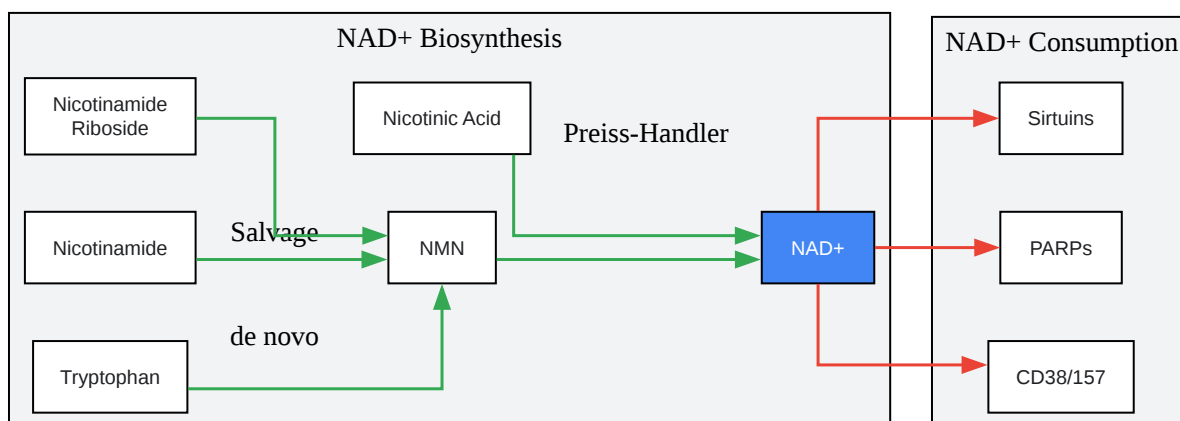 NAD+ Biosynthesis
NAD+ Consumption
Nicotinamide
Riboside
Nicotinic Acid
Preiss-Handler
Sirtuins
Nicotinamide
Salvage
NMN
NAD+
PARPs
de novo
Tryptophan
CD38/157